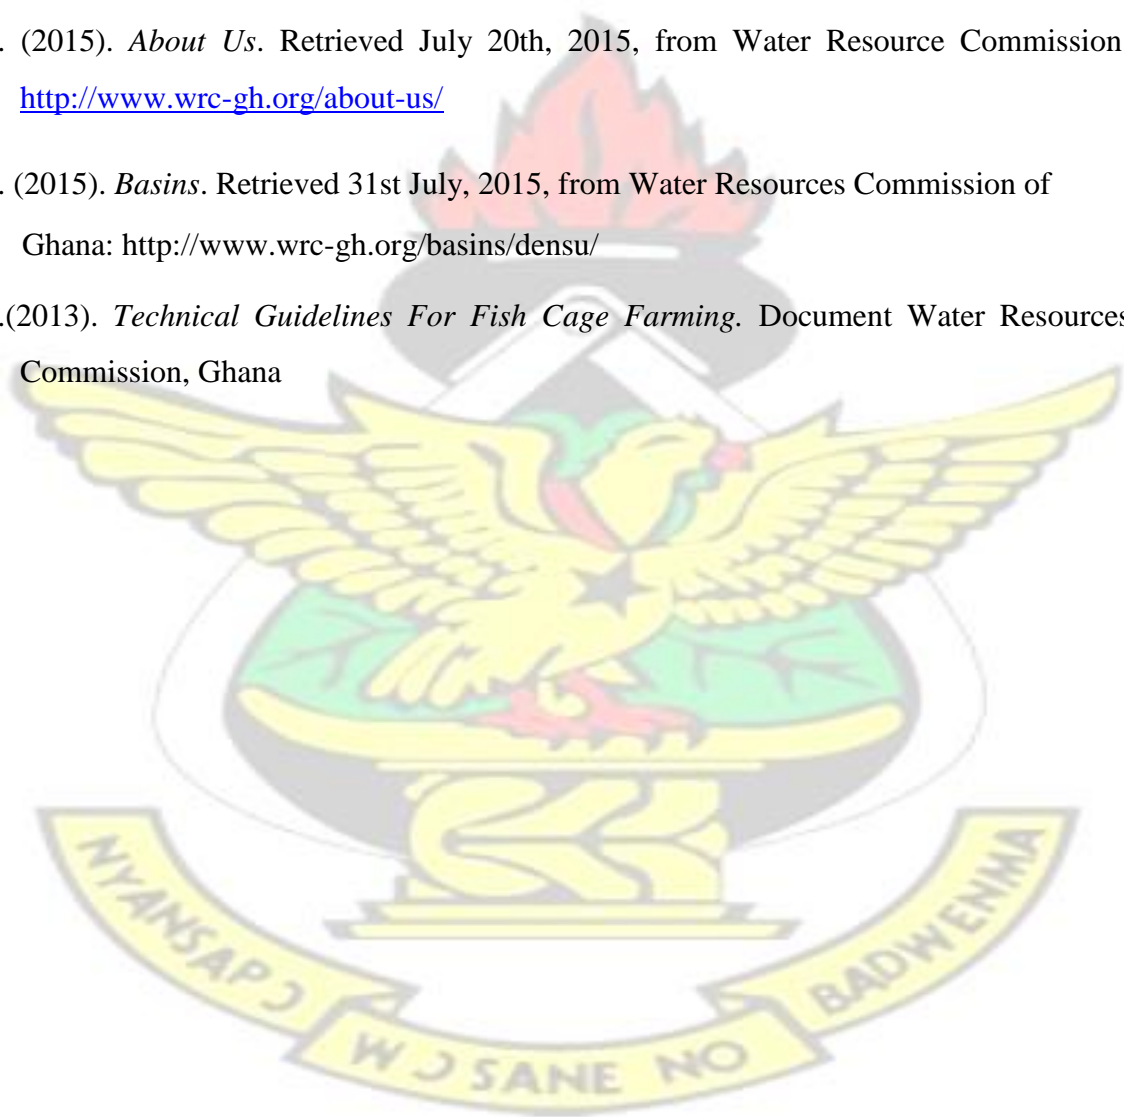 . (2015). About Us. Retrieved July 20th, 2015, from Water Resource Commission
http://www.wrc-gh.org/about-us/
. (2015). Basins. Retrieved 31st July, 2015, from Water Resources Commission of
Ghana: http://www.wrc-gh.org/basins/densu/
.(2013). Technical Guidelines For Fish Cage Farming. Document Water Resources
Commission, Ghana
NYANSAPƆ
WƆ SANE NO
BADWENMA